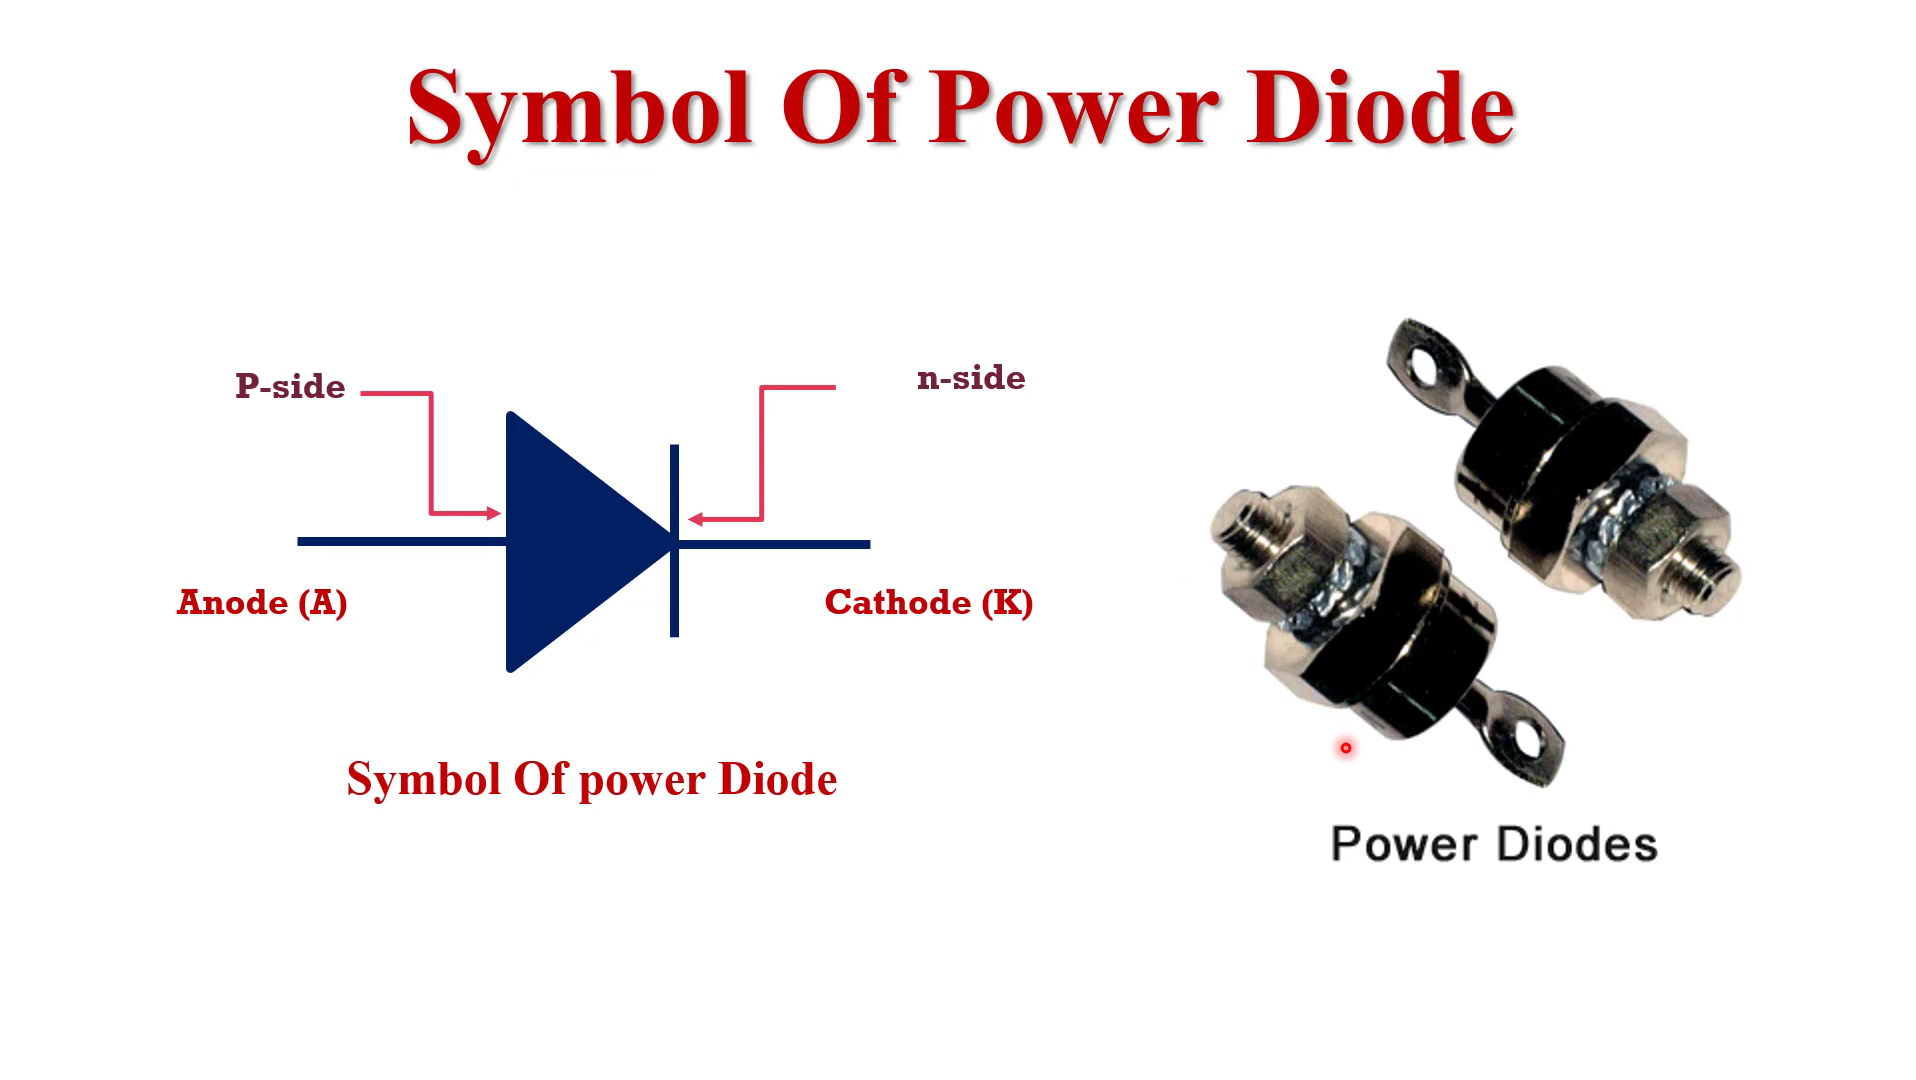 Symbol Of Power Diode
P-side
n-side
Anode (A)
Cathode (K)
Symbol Of power Diode
Power Diodes